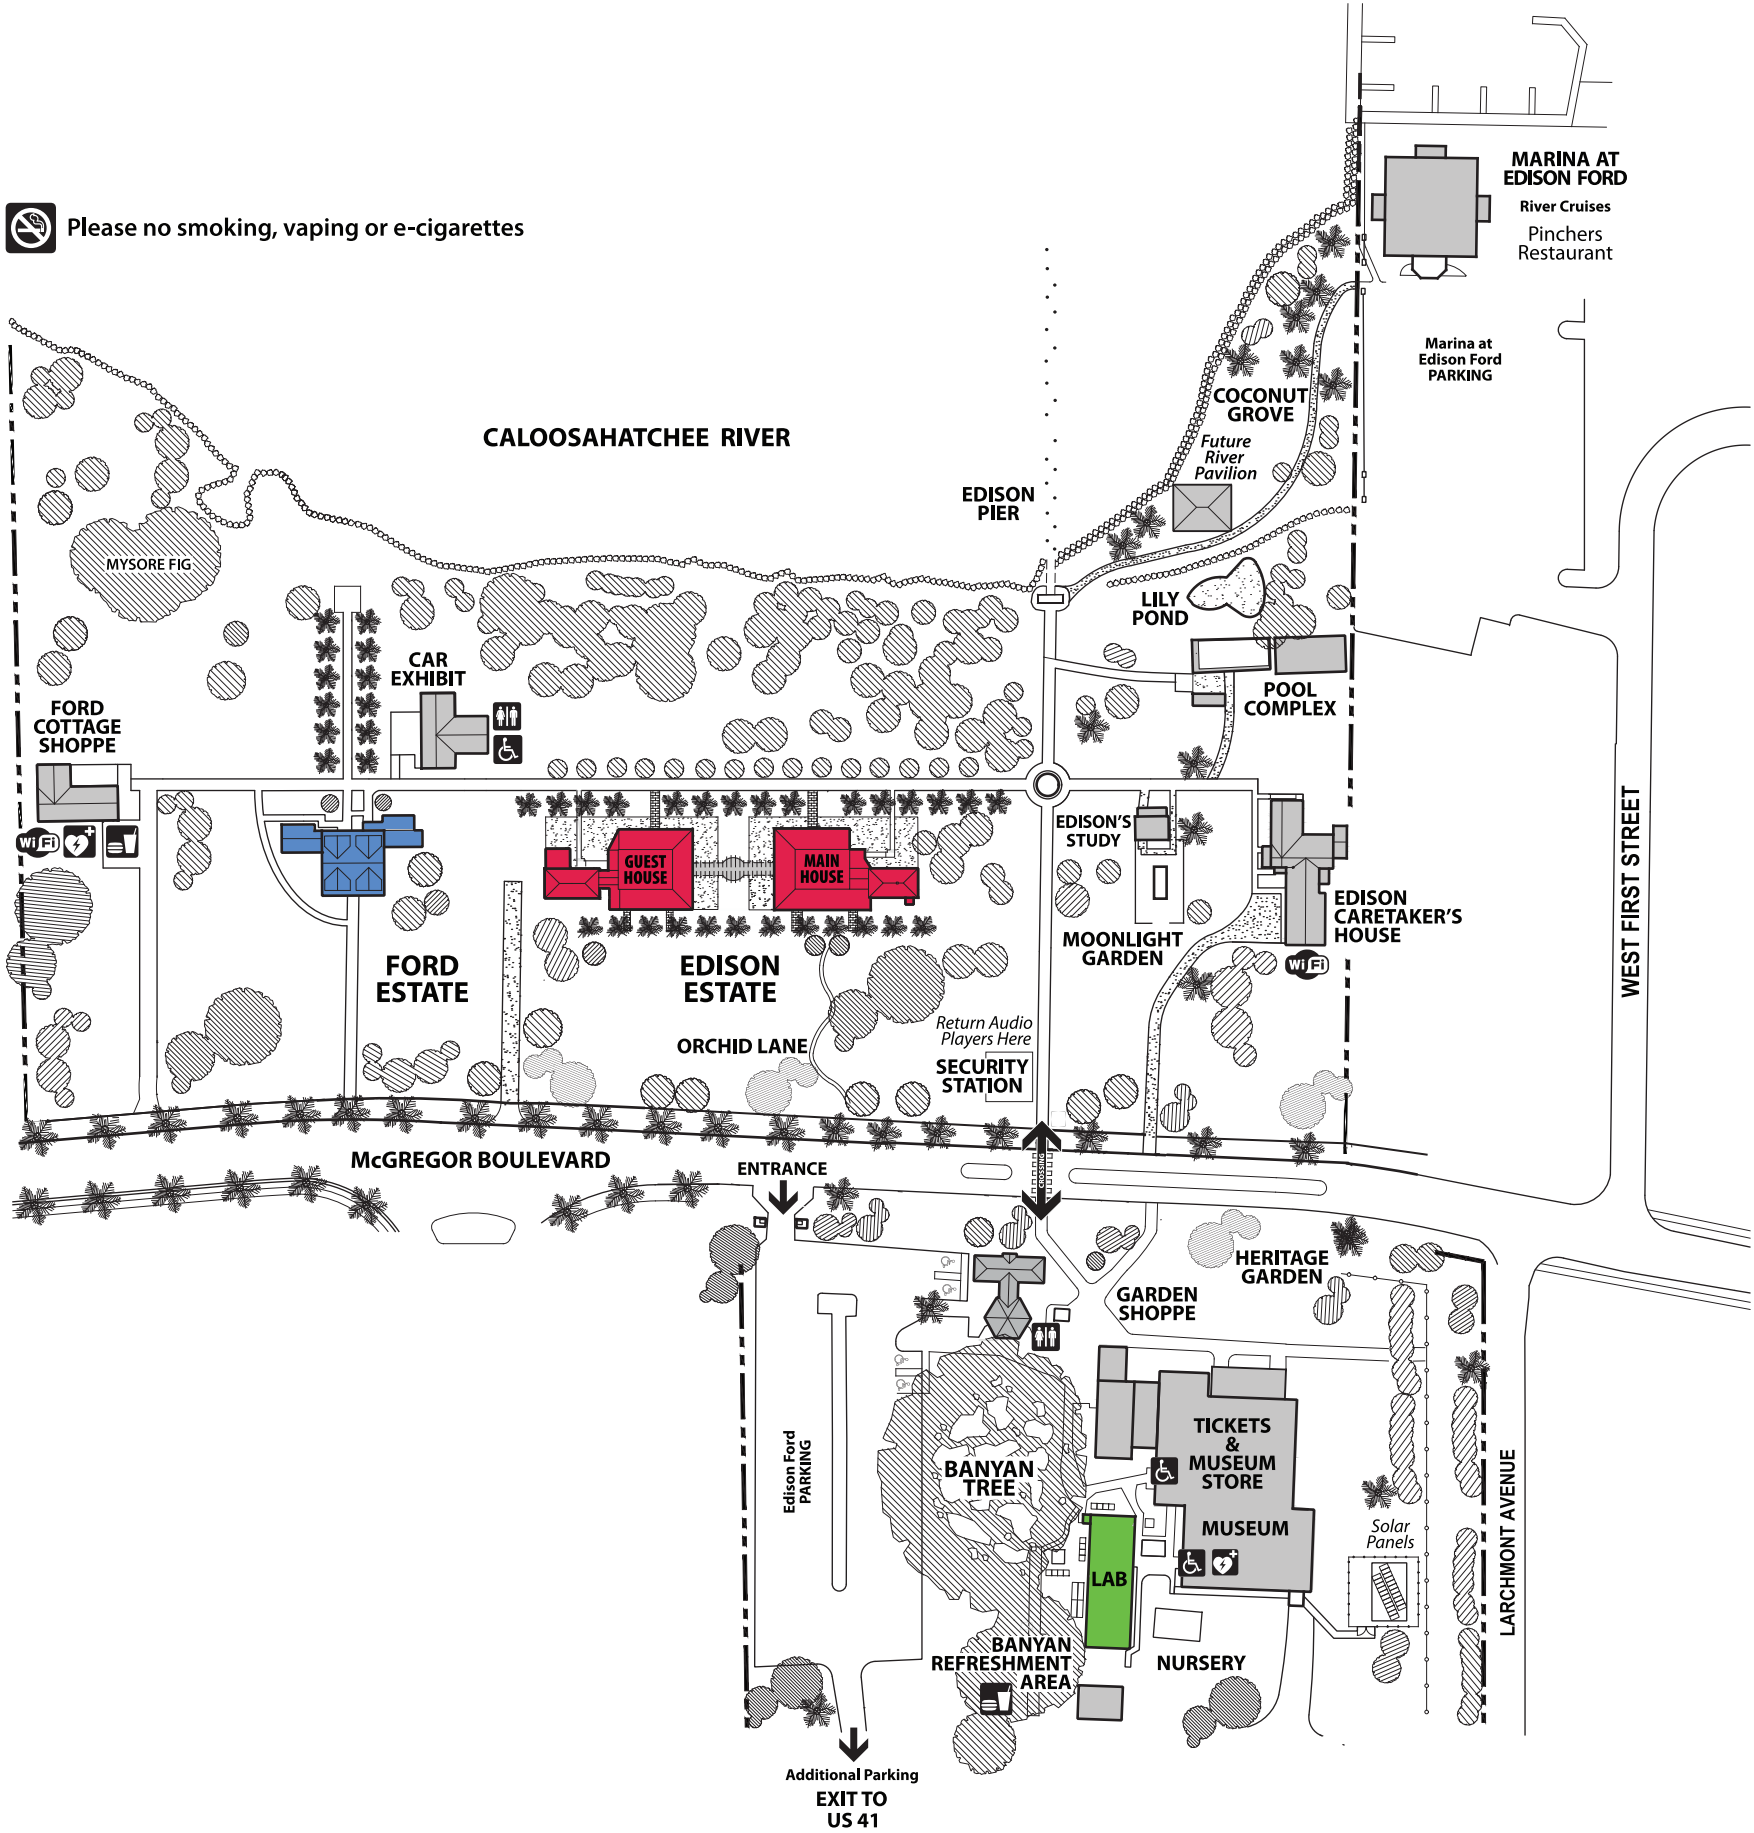 MARINA AT
EDISON FORD
River Cruises
Pinchers
Restaurant
Please no smoking, vaping or e-cigarettes
Marina at
Edison Ford
PARKING
COCONUT
GROVE
CALOOSAHATCHEE RIVER
Future
River
Pavilion
EDISON
PIER
MYSORE FIG
LILY
POND
CAR
EXHIBIT
POOL
COMPLEX
FORD
COTTAGE
SHOPPE
WiFi
EDISON'S
STUDY
GUEST
HOUSE
MAIN
HOUSE
WEST FIRST STREET
EDISON
CARETAKER'S
HOUSE
WiFi
MOONLIGHT
GARDEN
FORD
ESTATE
EDISON
ESTATE
Return Audio
Players Here
ORCHID LANE
SECURITY
STATION
McGREGOR BOULEVARD
ENTRANCE
CROSSING
HERITAGE
GARDEN
GARDEN
SHOPPE
TICKETS
&
MUSEUM
STORE
Edison Ford
PARKING
BANYAN
TREE
MUSEUM
Solar
Panels
LARCHMONT AVENUE
LAB
BANYAN
REFRESHMENT
AREA
NURSERY
Additional Parking
EXIT TO
US 41